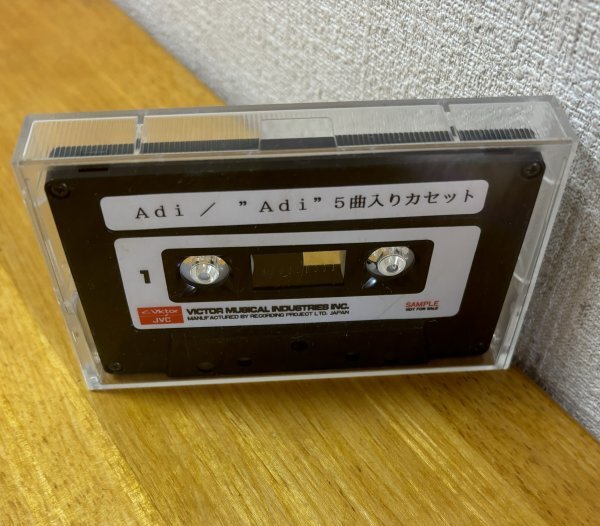 Ａｄｉ ／ ”Ａｄｉ”５曲入りカセット
1
Victor
JVC
VICTOR MUSICAL INDUSTRIES INC.
MANUFACTURED BY RECORDING PROJECT LTD. JAPAN
SAMPLE
NOT FOR SALE